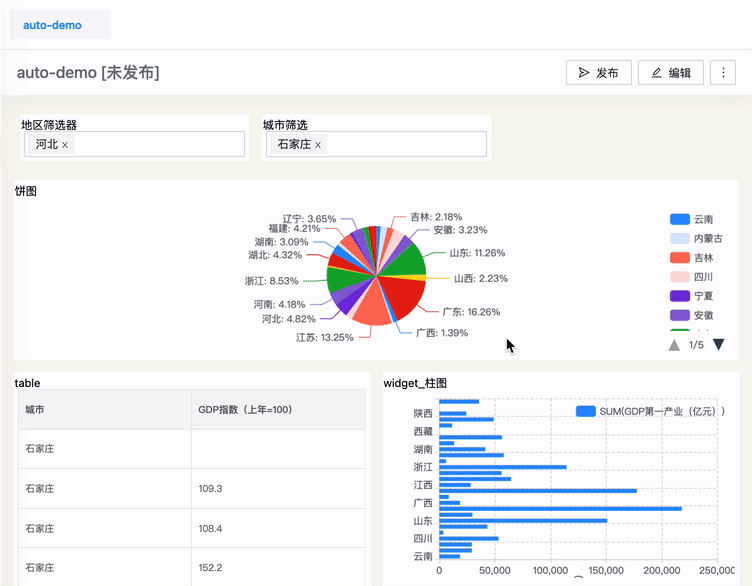 auto-demo
auto-demo [未发布]
发布
编辑
地区筛选器
河北 x
城市筛选
石家庄 x
饼图
辽宁: 3.65%
福建: 4.21%
湖南: 3.09%
湖北: 4.32%
浙江: 8.53%
河南: 4.18%
河北: 4.82%
江苏: 13.25%
吉林: 2.18%
安徽: 3.23%
山东: 11.26%
山西: 2.23%
广东: 16.26%
广西: 1.39%
云南
内蒙古
吉林
四川
宁夏
安徽
1/5
table
城市 GDP指数（上年=100）
石家庄
石家庄 109.3
石家庄 108.4
石家庄 152.2
widget_柱图
SUM(GDP第一产业（亿元）)
陕西
西藏
湖南
浙江
江西
广西
山东
四川
云南
0 50,000 100,000 150,000 200,000 250,000